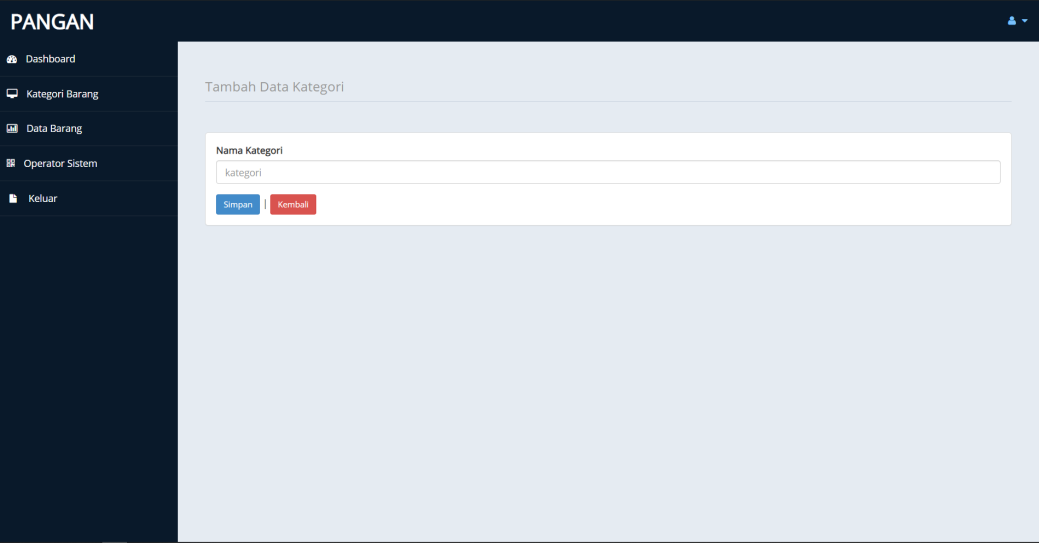 PANGAN
Dashboard
Kategori Barang
Data Barang
Operator Sistem
Keluar
Tambah Data Kategori
Nama Kategori
kategori
Simpan | Kembali